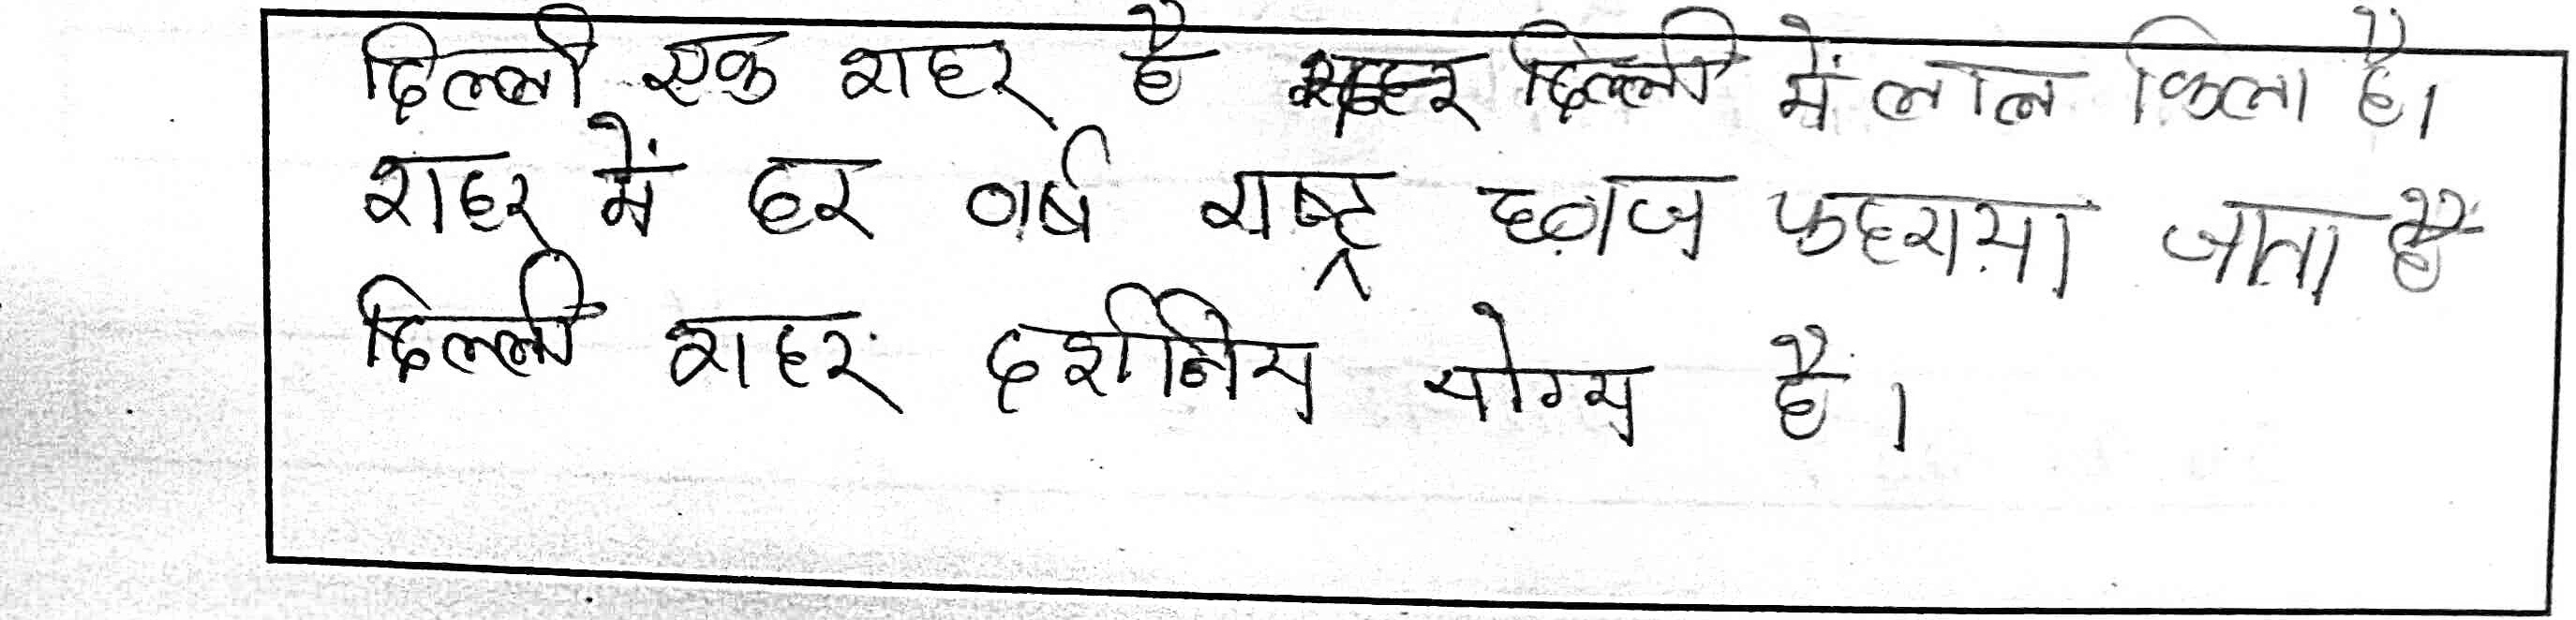 दिल्ली एक शहर है शहर दिल्ली में लाल किला है।
शहर में हर वर्ष राष्ट्र ध्वज फहराया जाता है
दिल्ली शहर दर्शनिय योग्य है।